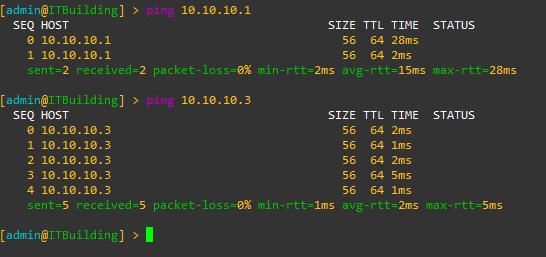 [admin@ITBuilding] > ping 10.10.10.1
SEQ HOST SIZE TTL TIME STATUS
0 10.10.10.1 56 64 28ms
1 10.10.10.1 56 64 2ms
sent=2 received=2 packet-loss=0% min-rtt=2ms avg-rtt=15ms max-rtt=28ms
[admin@ITBuilding] > ping 10.10.10.3
SEQ HOST SIZE TTL TIME STATUS
0 10.10.10.3 56 64 2ms
1 10.10.10.3 56 64 1ms
2 10.10.10.3 56 64 2ms
3 10.10.10.3 56 64 5ms
4 10.10.10.3 56 64 1ms
sent=5 received=5 packet-loss=0% min-rtt=1ms avg-rtt=2ms max-rtt=5ms
[admin@ITBuilding] >